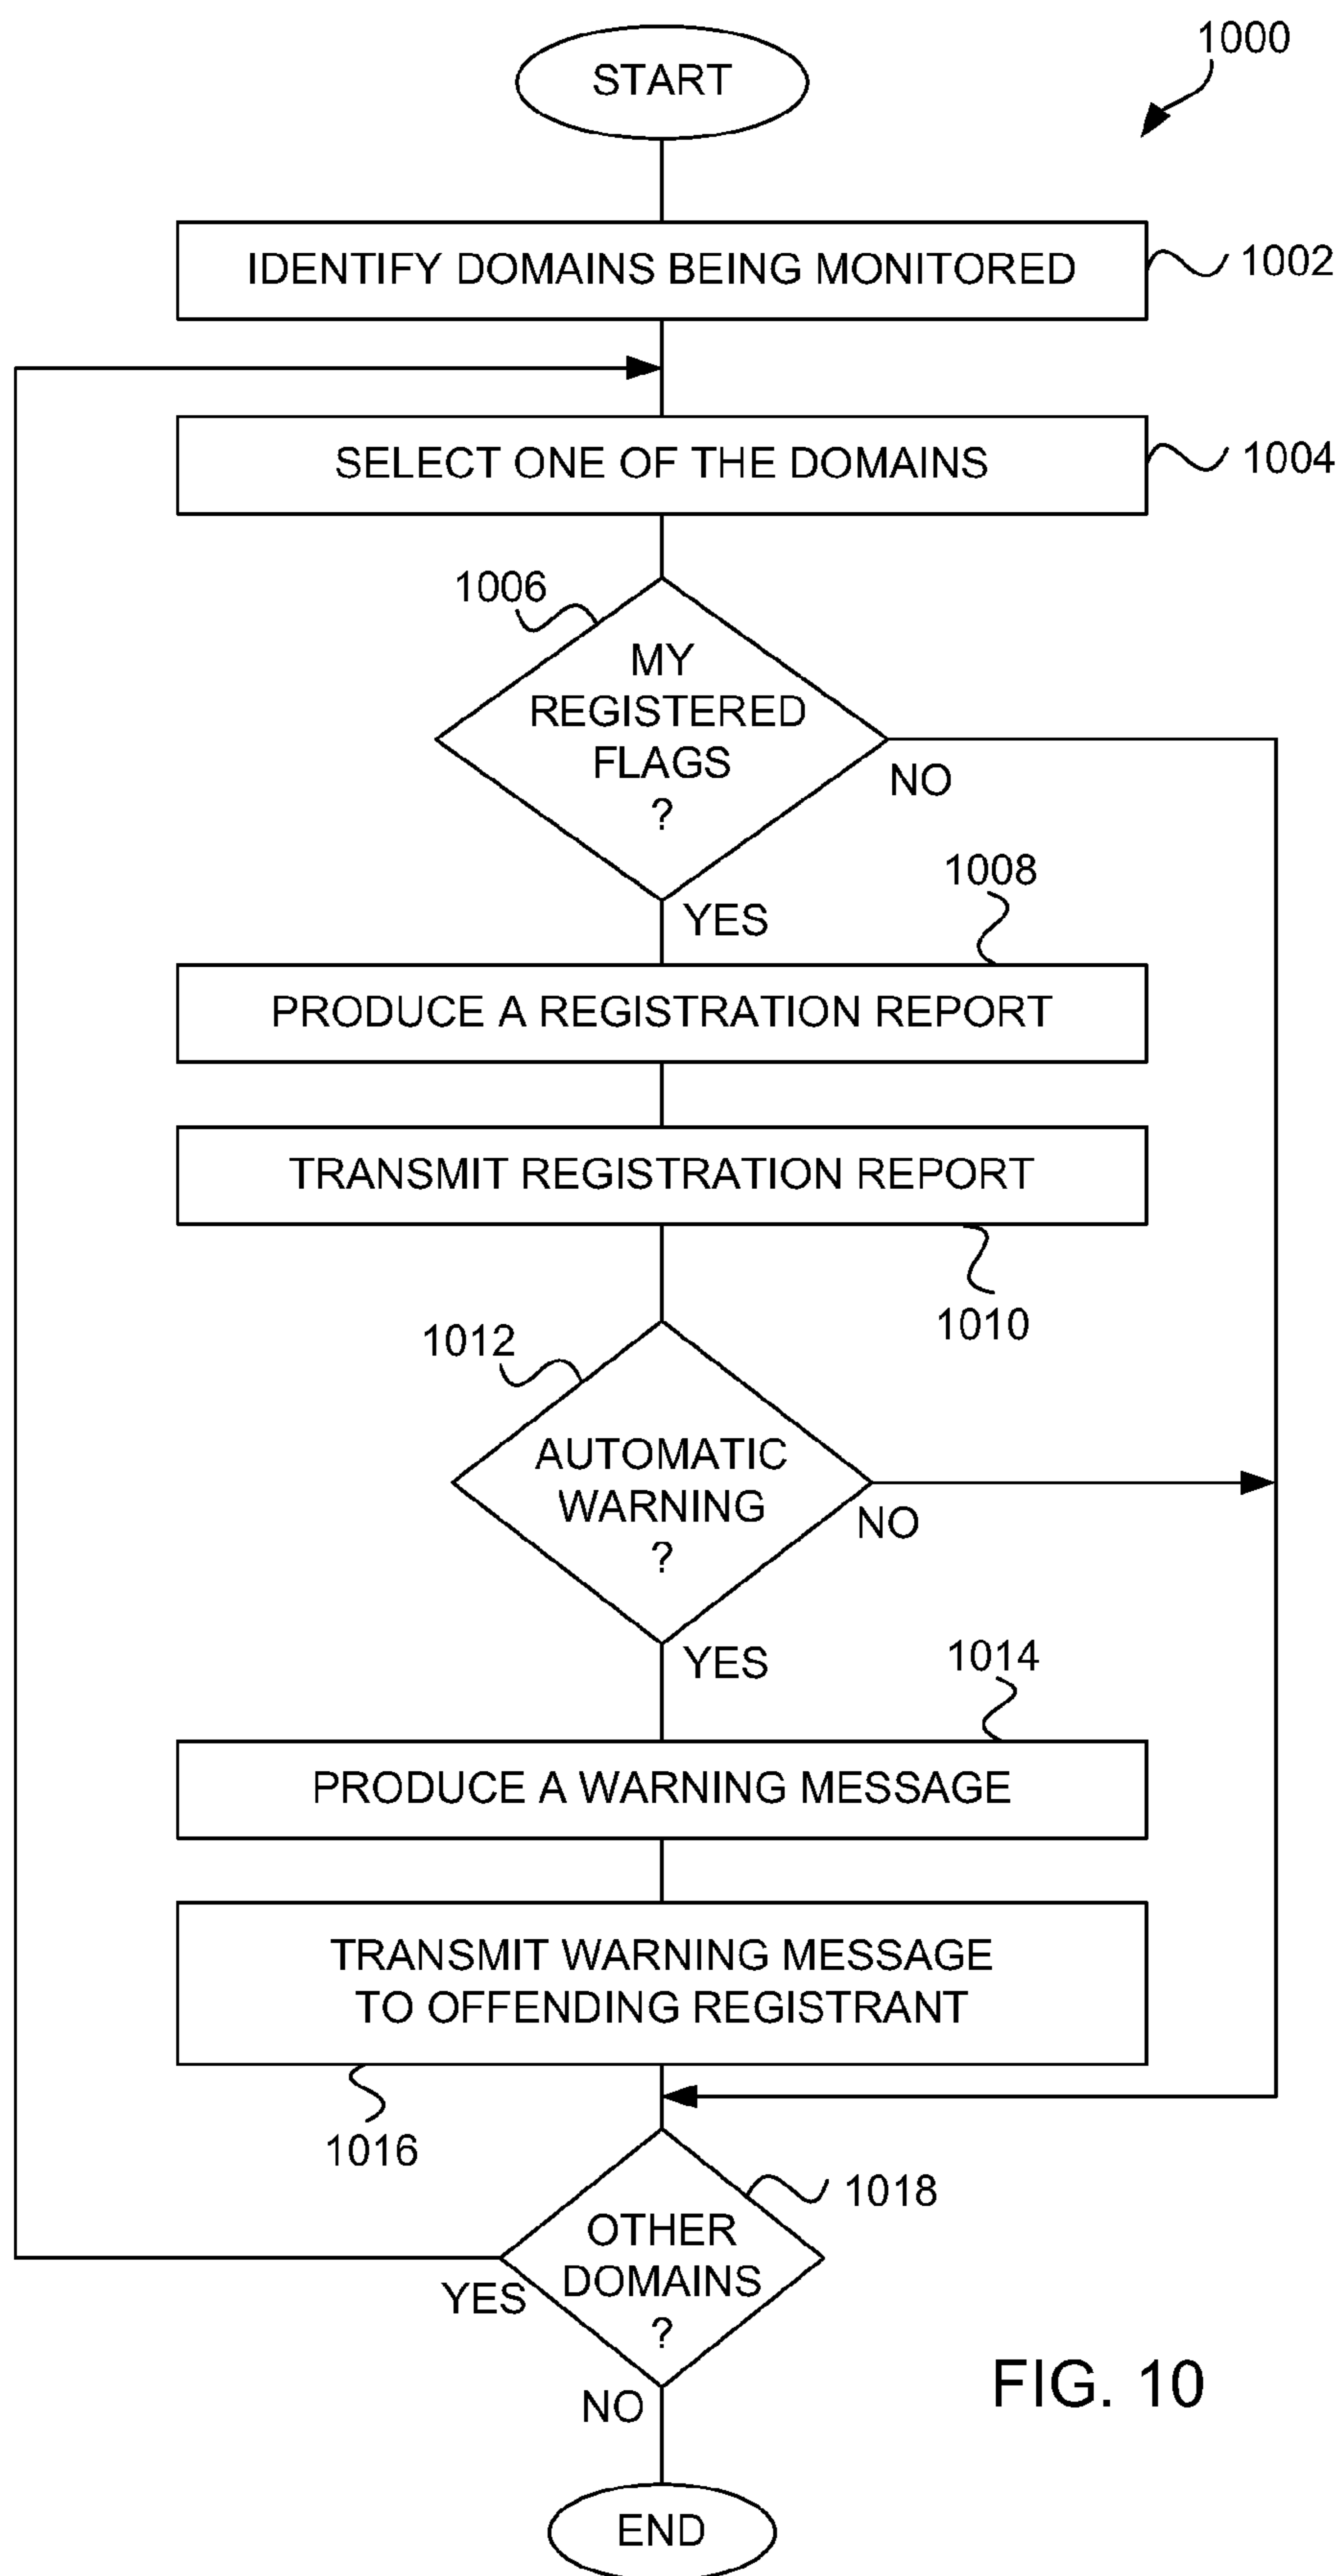 1000
START
IDENTIFY DOMAINS BEING MONITORED
1002
SELECT ONE OF THE DOMAINS
1004
1006
MY
REGISTERED
FLAGS
?
NO
YES
1008
PRODUCE A REGISTRATION REPORT
TRANSMIT REGISTRATION REPORT
1010
1012
AUTOMATIC
WARNING
?
NO
YES
1014
PRODUCE A WARNING MESSAGE
TRANSMIT WARNING MESSAGE
TO OFFENDING REGISTRANT
1016
1018
OTHER
DOMAINS
?
YES
NO
FIG. 10
END